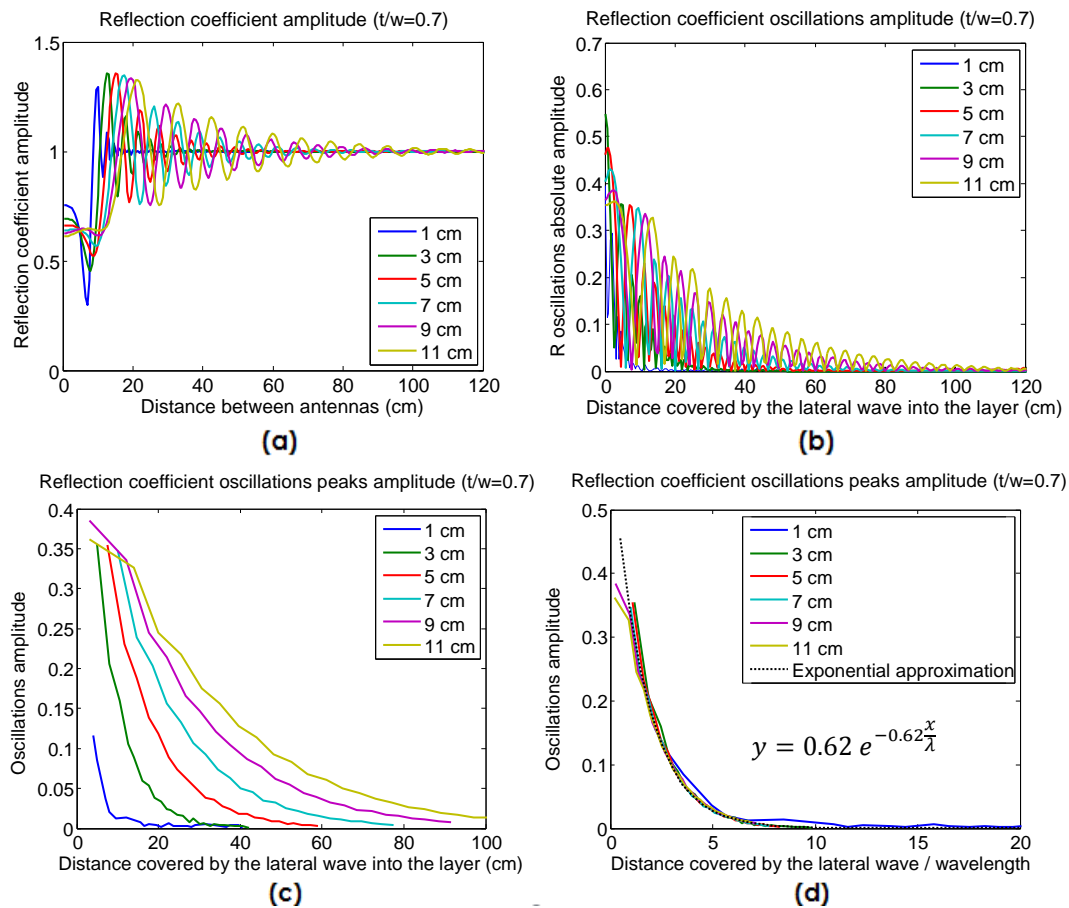 Reflection coefficient amplitude (t/w=0.7)
Reflection coefficient amplitude
1.5
1
0.5
0
0 20 40 60 80 100 120
1 cm
3 cm
5 cm
7 cm
9 cm
11 cm
Distance between antennas (cm)
(a)
Reflection coefficient oscillations amplitude (t/w=0.7)
R oscillations absolute amplitude
0.7
0.6
0.5
0.4
0.3
0.2
0.1
0
0 20 40 60 80 100 120
1 cm
3 cm
5 cm
7 cm
9 cm
11 cm
Distance covered by the lateral wave into the layer (cm)
(b)
Reflection coefficient oscillations peaks amplitude (t/w=0.7)
Oscillations amplitude
0.4
0.35
0.3
0.25
0.2
0.15
0.1
0.05
0
0 20 40 60 80 100
1 cm
3 cm
5 cm
7 cm
9 cm
11 cm
Distance covered by the lateral wave into the layer (cm)
(c)
Reflection coefficient oscillations peaks amplitude (t/w=0.7)
Oscillations amplitude
0.5
0.4
0.3
0.2
0.1
0
0 5 10 15 20
1 cm
3 cm
5 cm
7 cm
9 cm
11 cm
Exponential approximation
y = 0.62 e^{-0.62 x/λ}
Distance covered by the lateral wave / wavelength
(d)